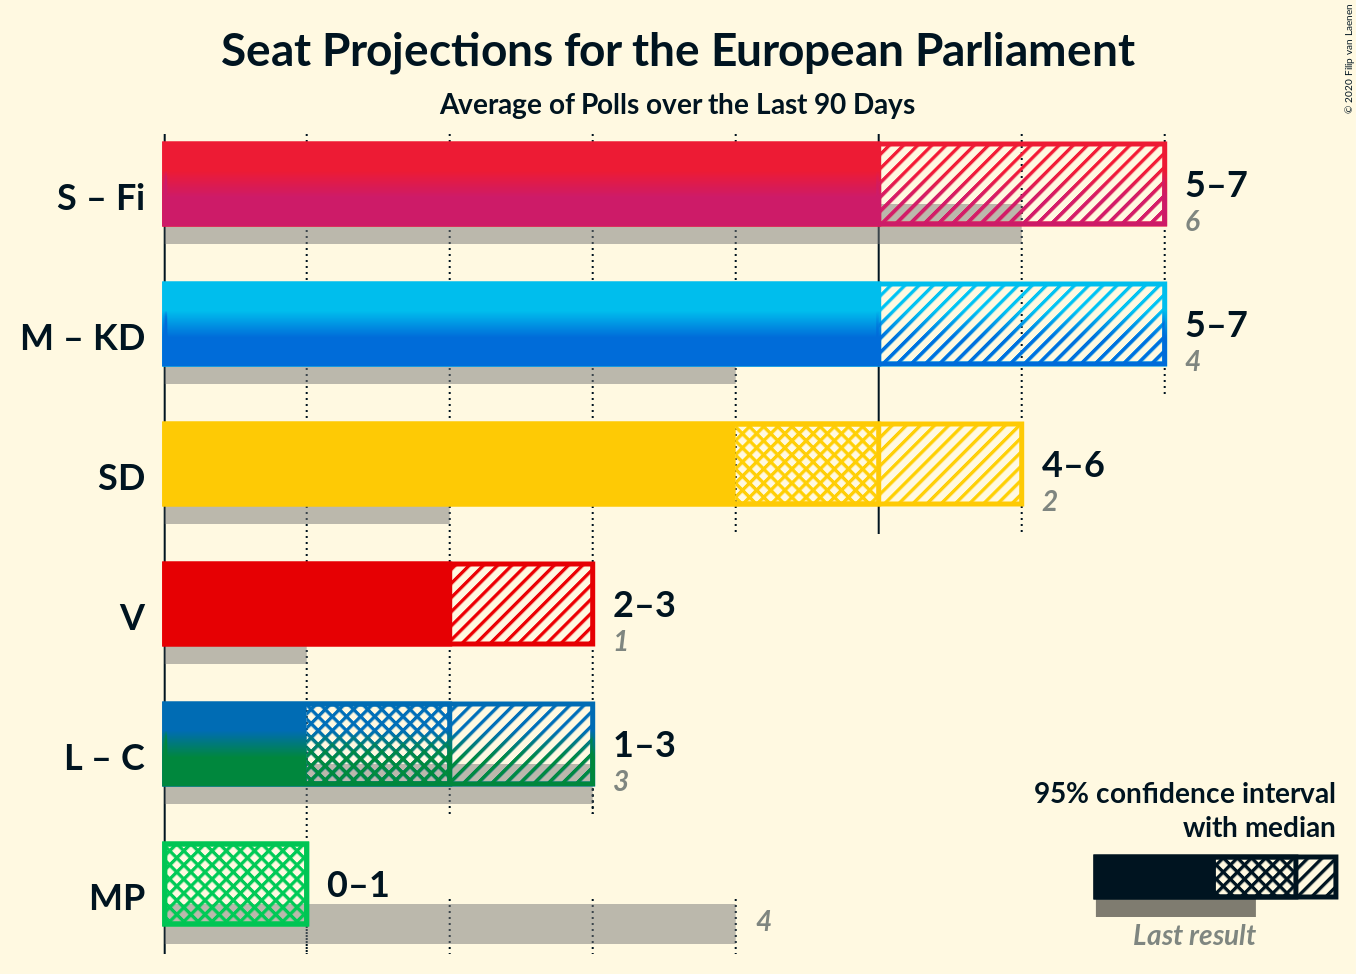 Seat Projections for the European Parliament
Average of Polls over the Last 90 Days
© 2020 Filip van Laenen
S – Fi
5–7
6
M – KD
5–7
4
SD
4–6
2
V
2–3
1
L – C
1–3
3
MP
0–1
4
95% confidence interval
with median
Last result